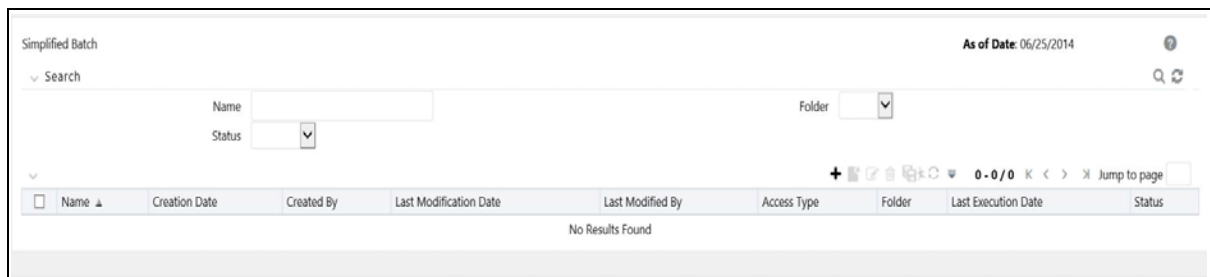 Simplified Batch
As of Date: 06/25/2014
Search
Name
Folder
Status
0 - 0 / 0
Jump to page
Name
Creation Date
Created By
Last Modification Date
Last Modified By
Access Type
Folder
Last Execution Date
Status
No Results Found